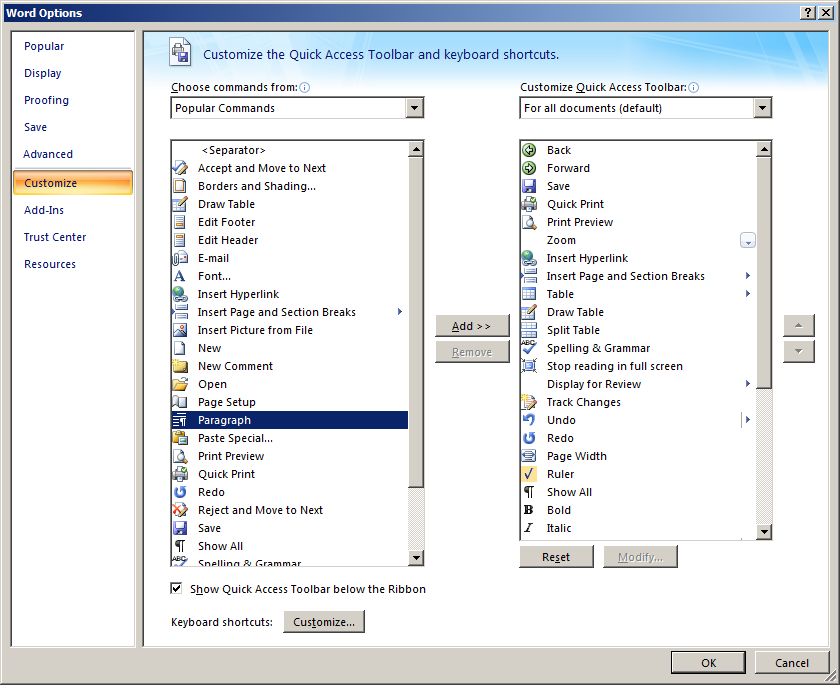 Word Options
Popular
Display
Proofing
Save
Advanced
Customize
Add-Ins
Trust Center
Resources
Customize the Quick Access Toolbar and keyboard shortcuts.
Choose commands from:
Popular Commands
<Separator>
Accept and Move to Next
Borders and Shading...
Draw Table
Edit Footer
Edit Header
E-mail
Font...
Insert Hyperlink
Insert Page and Section Breaks
Insert Picture from File
New
New Comment
Open
Page Setup
Paragraph
Paste Special...
Print Preview
Quick Print
Redo
Reject and Move to Next
Save
Show All
Spelling & Grammar
Add >>
Remove
Customize Quick Access Toolbar:
For all documents (default)
Back
Forward
Save
Quick Print
Print Preview
Zoom
Insert Hyperlink
Insert Page and Section Breaks
Table
Draw Table
Split Table
Spelling & Grammar
Stop reading in full screen
Display for Review
Track Changes
Undo
Redo
Page Width
Ruler
Show All
Bold
Italic
Reset
Modify...
Show Quick Access Toolbar below the Ribbon
Keyboard shortcuts:
Customize...
OK
Cancel